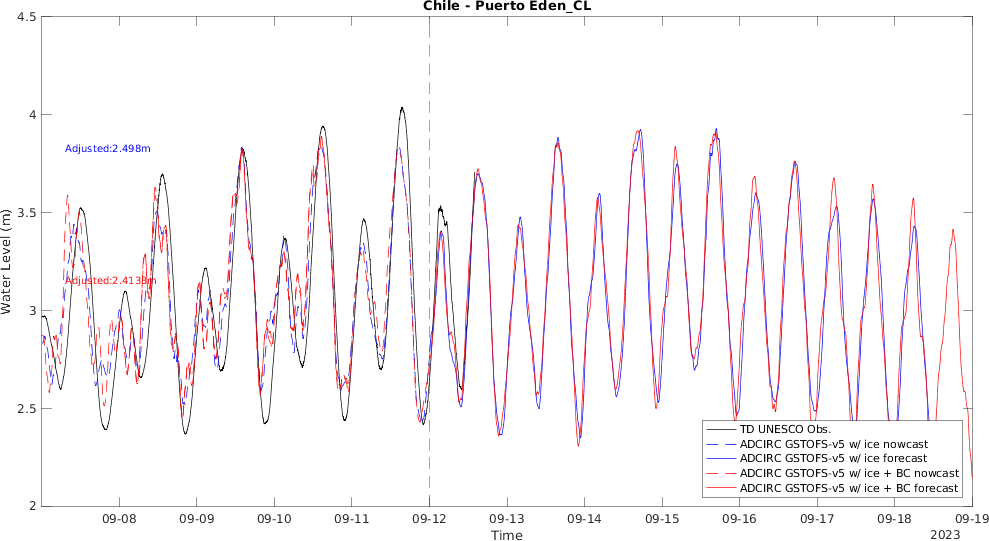 Chile - Puerto Eden_CL
4.5
4
3.5
3
2.5
2
Water Level (m)
Adjusted:2.498m
Adjusted:2.4133m
TD UNESCO Obs.
ADCIRC GSTOFS-v5 w/ ice nowcast
ADCIRC GSTOFS-v5 w/ ice forecast
ADCIRC GSTOFS-v5 w/ ice + BC nowcast
ADCIRC GSTOFS-v5 w/ ice + BC forecast
09-08 09-09 09-10 09-11 09-12 09-13 09-14 09-15 09-16 09-17 09-18 09-19
Time
2023